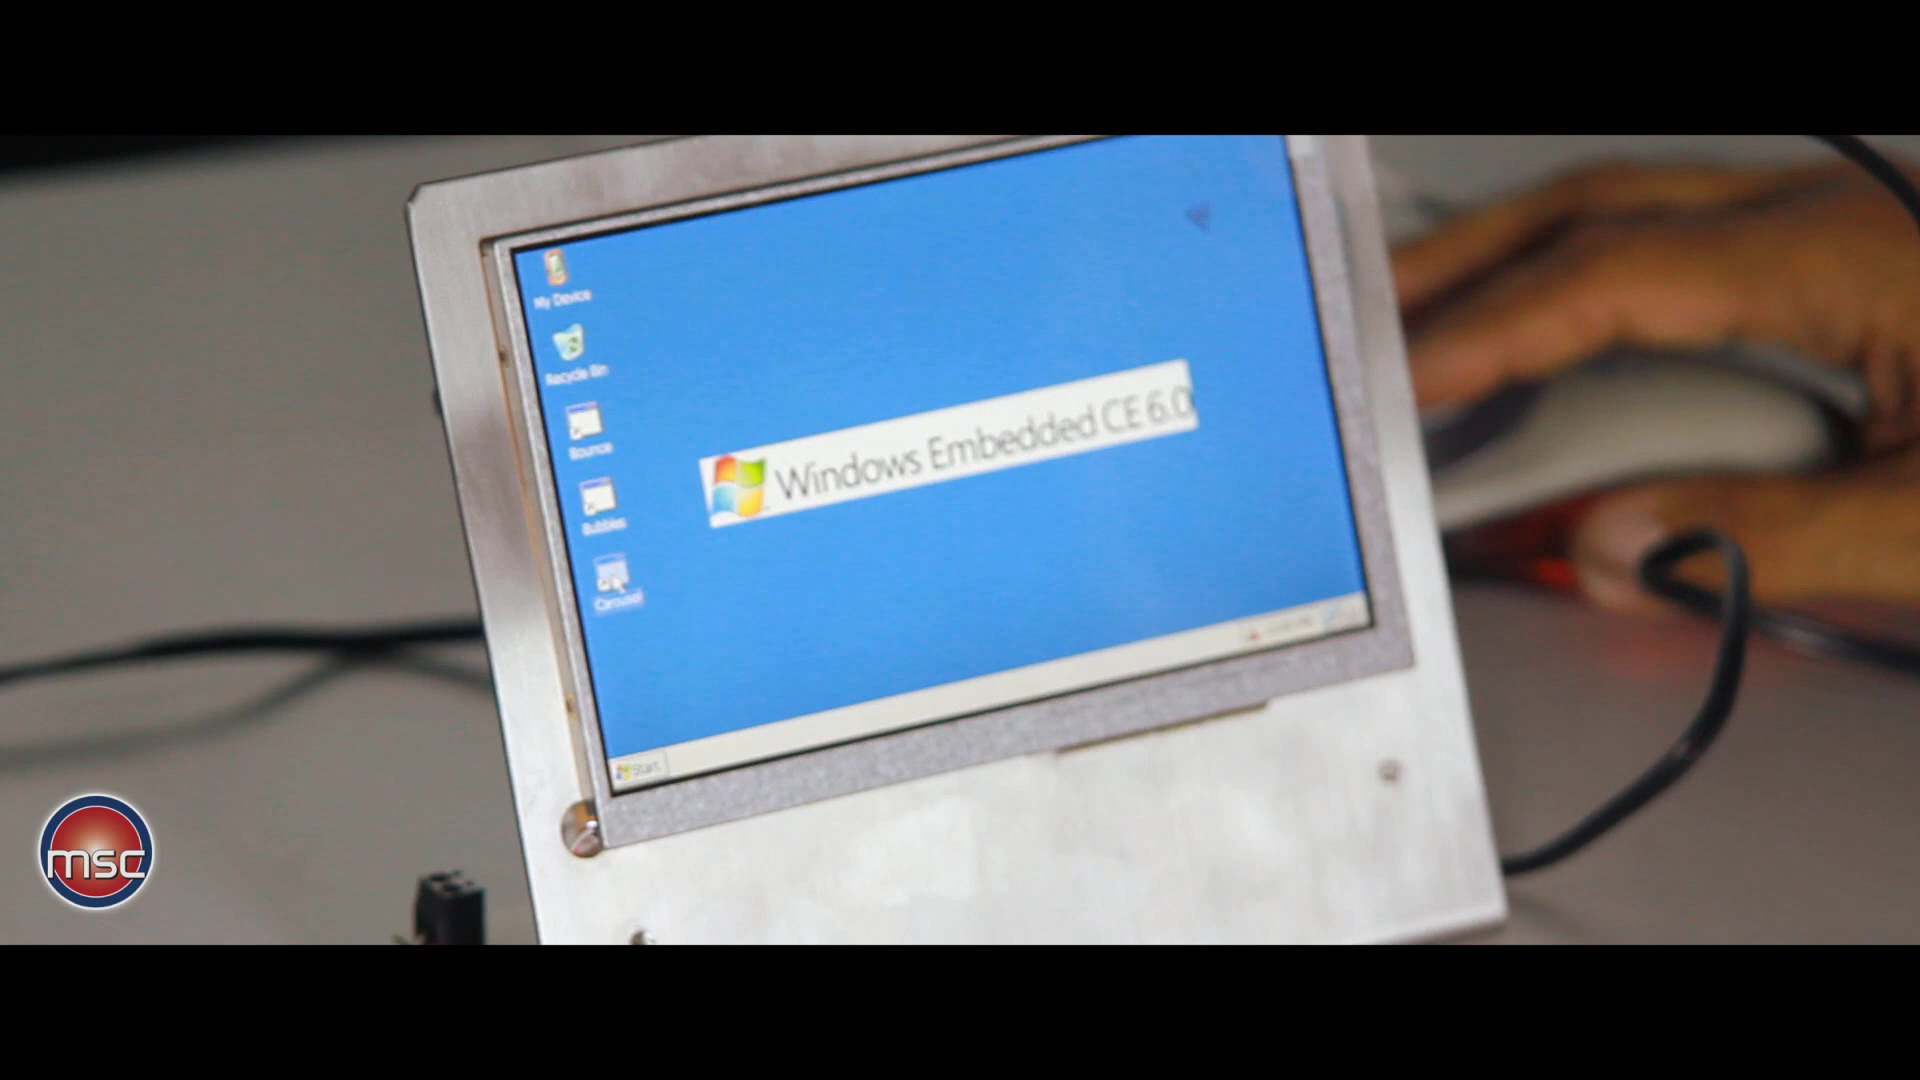 My Device
Recycle Bin
Bounce
Bubbles
Carousel
Windows Embedded CE 6.0
Start
msc